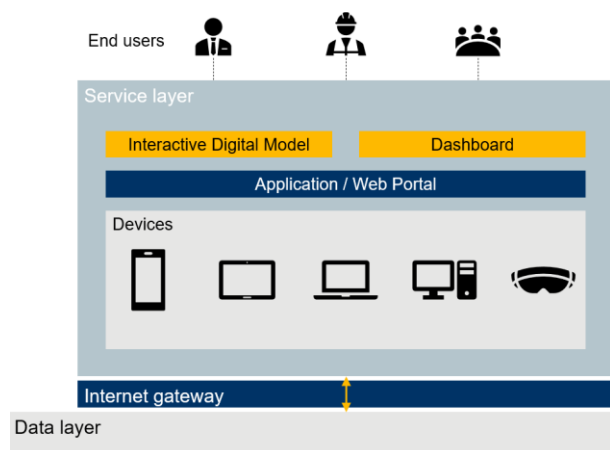 End users
Service layer
Interactive Digital Model
Dashboard
Application / Web Portal
Devices
Internet gateway
Data layer